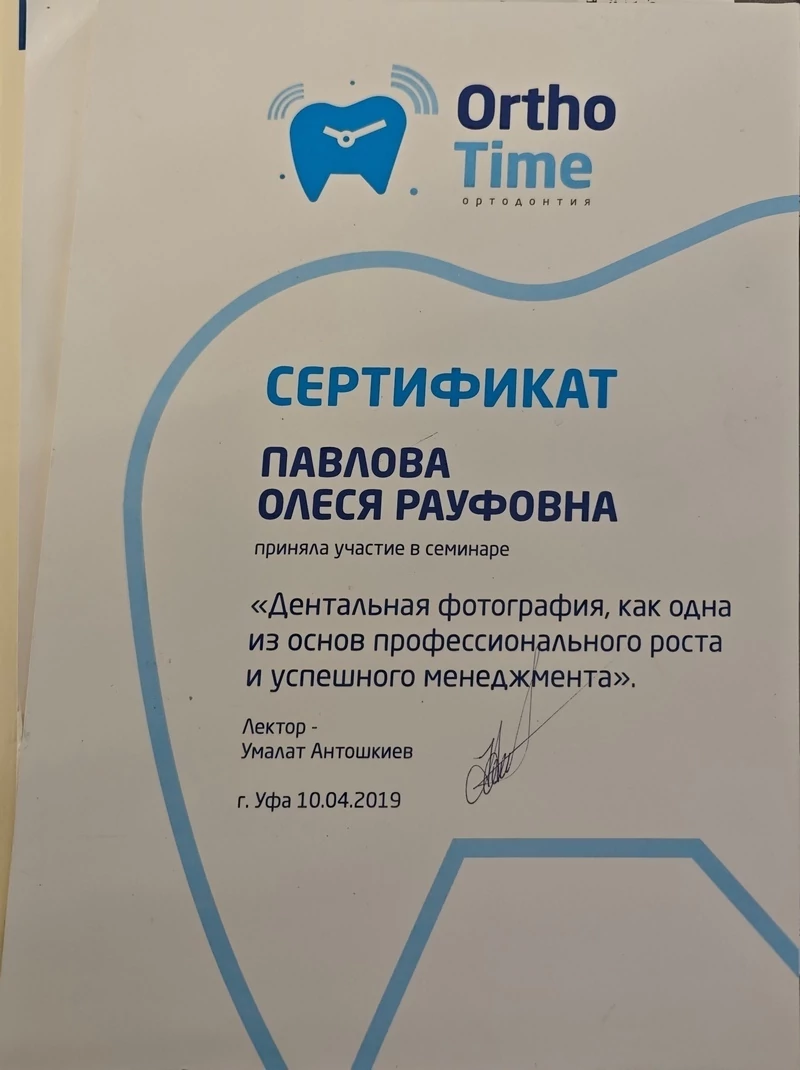 Ortho
Time
ортодонтия
СЕРТИФИКАТ
ПАВЛОВА
ОЛЕСЯ РАУФОВНА
приняла участие в семинаре
«Дентальная фотография, как одна
из основ профессионального роста
и успешного менеджмента».
Лектор -
Умалат Антошкиев
г. Уфа 10.04.2019